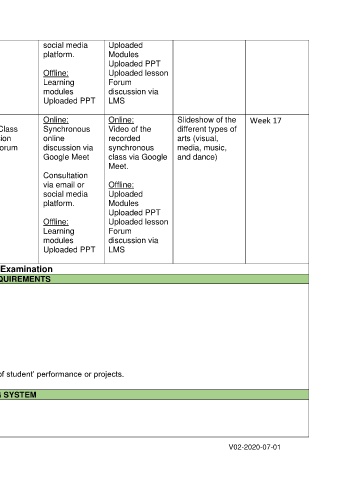 social media
platform.
Offline:
Learning
modules
Uploaded PPT
Uploaded
Modules
Uploaded PPT
Uploaded lesson
Forum
discussion via
LMS
Class
ion
orum
Online:
Synchronous
online
discussion via
Google Meet
Consultation
via email or
social media
platform.
Offline:
Learning
modules
Uploaded PPT
Online:
Video of the
recorded
synchronous
class via Google
Meet.
Offline:
Uploaded
Modules
Uploaded PPT
Uploaded lesson
Forum
discussion via
LMS
Slideshow of the
different types of
arts (visual,
media, music,
and dance)
Week 17
Examination
QUIREMENTS
of student' performance or projects.
G SYSTEM
V02-2020-07-01